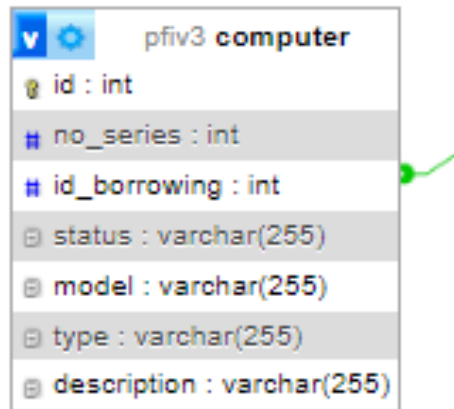 v pfiv3 computer
id : int
# no_series : int
# id_borrowing : int
status : varchar(255)
model : varchar(255)
type : varchar(255)
description : varchar(255)